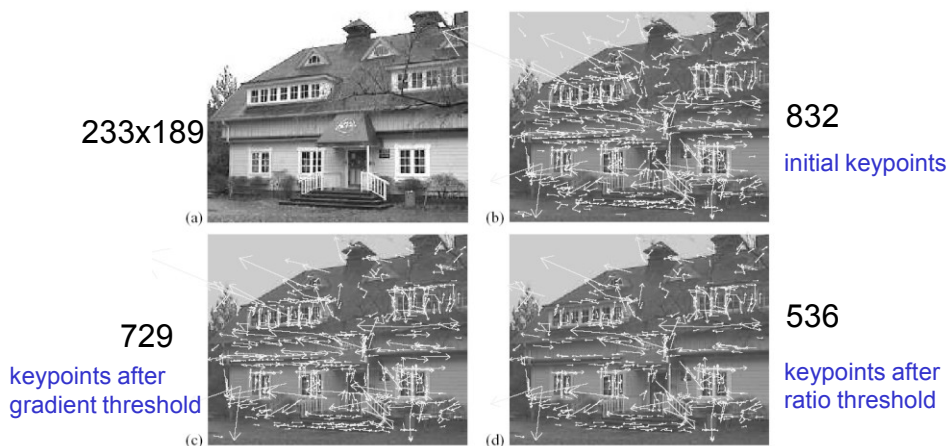 233x189
(a)
832
initial keypoints
(b)
729
keypoints after
gradient threshold
(c)
536
keypoints after
ratio threshold
(d)